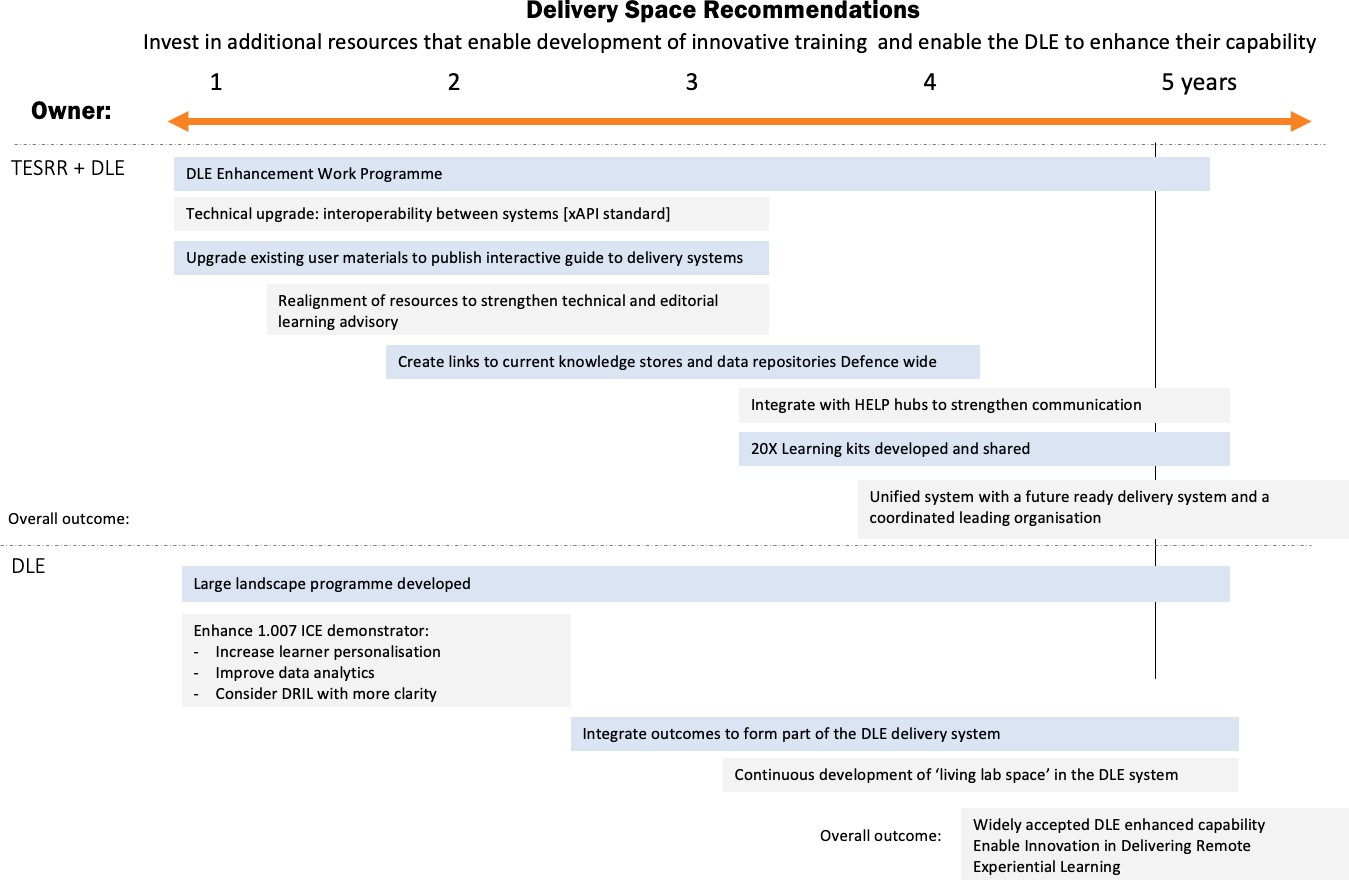 Delivery Space Recommendations
Invest in additional resources that enable development of innovative training and enable the DLE to enhance their capability
1 2 3 4 5 years
Owner:
TESRR + DLE
DLE Enhancement Work Programme
Technical upgrade: interoperability between systems [xAPI standard]
Upgrade existing user materials to publish interactive guide to delivery systems
Realignment of resources to strengthen technical and editorial
learning advisory
Create links to current knowledge stores and data repositories Defence wide
Integrate with HELP hubs to strengthen communication
20X Learning kits developed and shared
Unified system with a future ready delivery system and a
coordinated leading organisation
Overall outcome:
DLE
Large landscape programme developed
Enhance 1.007 ICE demonstrator:
- Increase learner personalisation
- Improve data analytics
- Consider DRIL with more clarity
Integrate outcomes to form part of the DLE delivery system
Continuous development of ‘living lab space’ in the DLE system
Overall outcome:
Widely accepted DLE enhanced capability
Enable Innovation in Delivering Remote
Experiential Learning